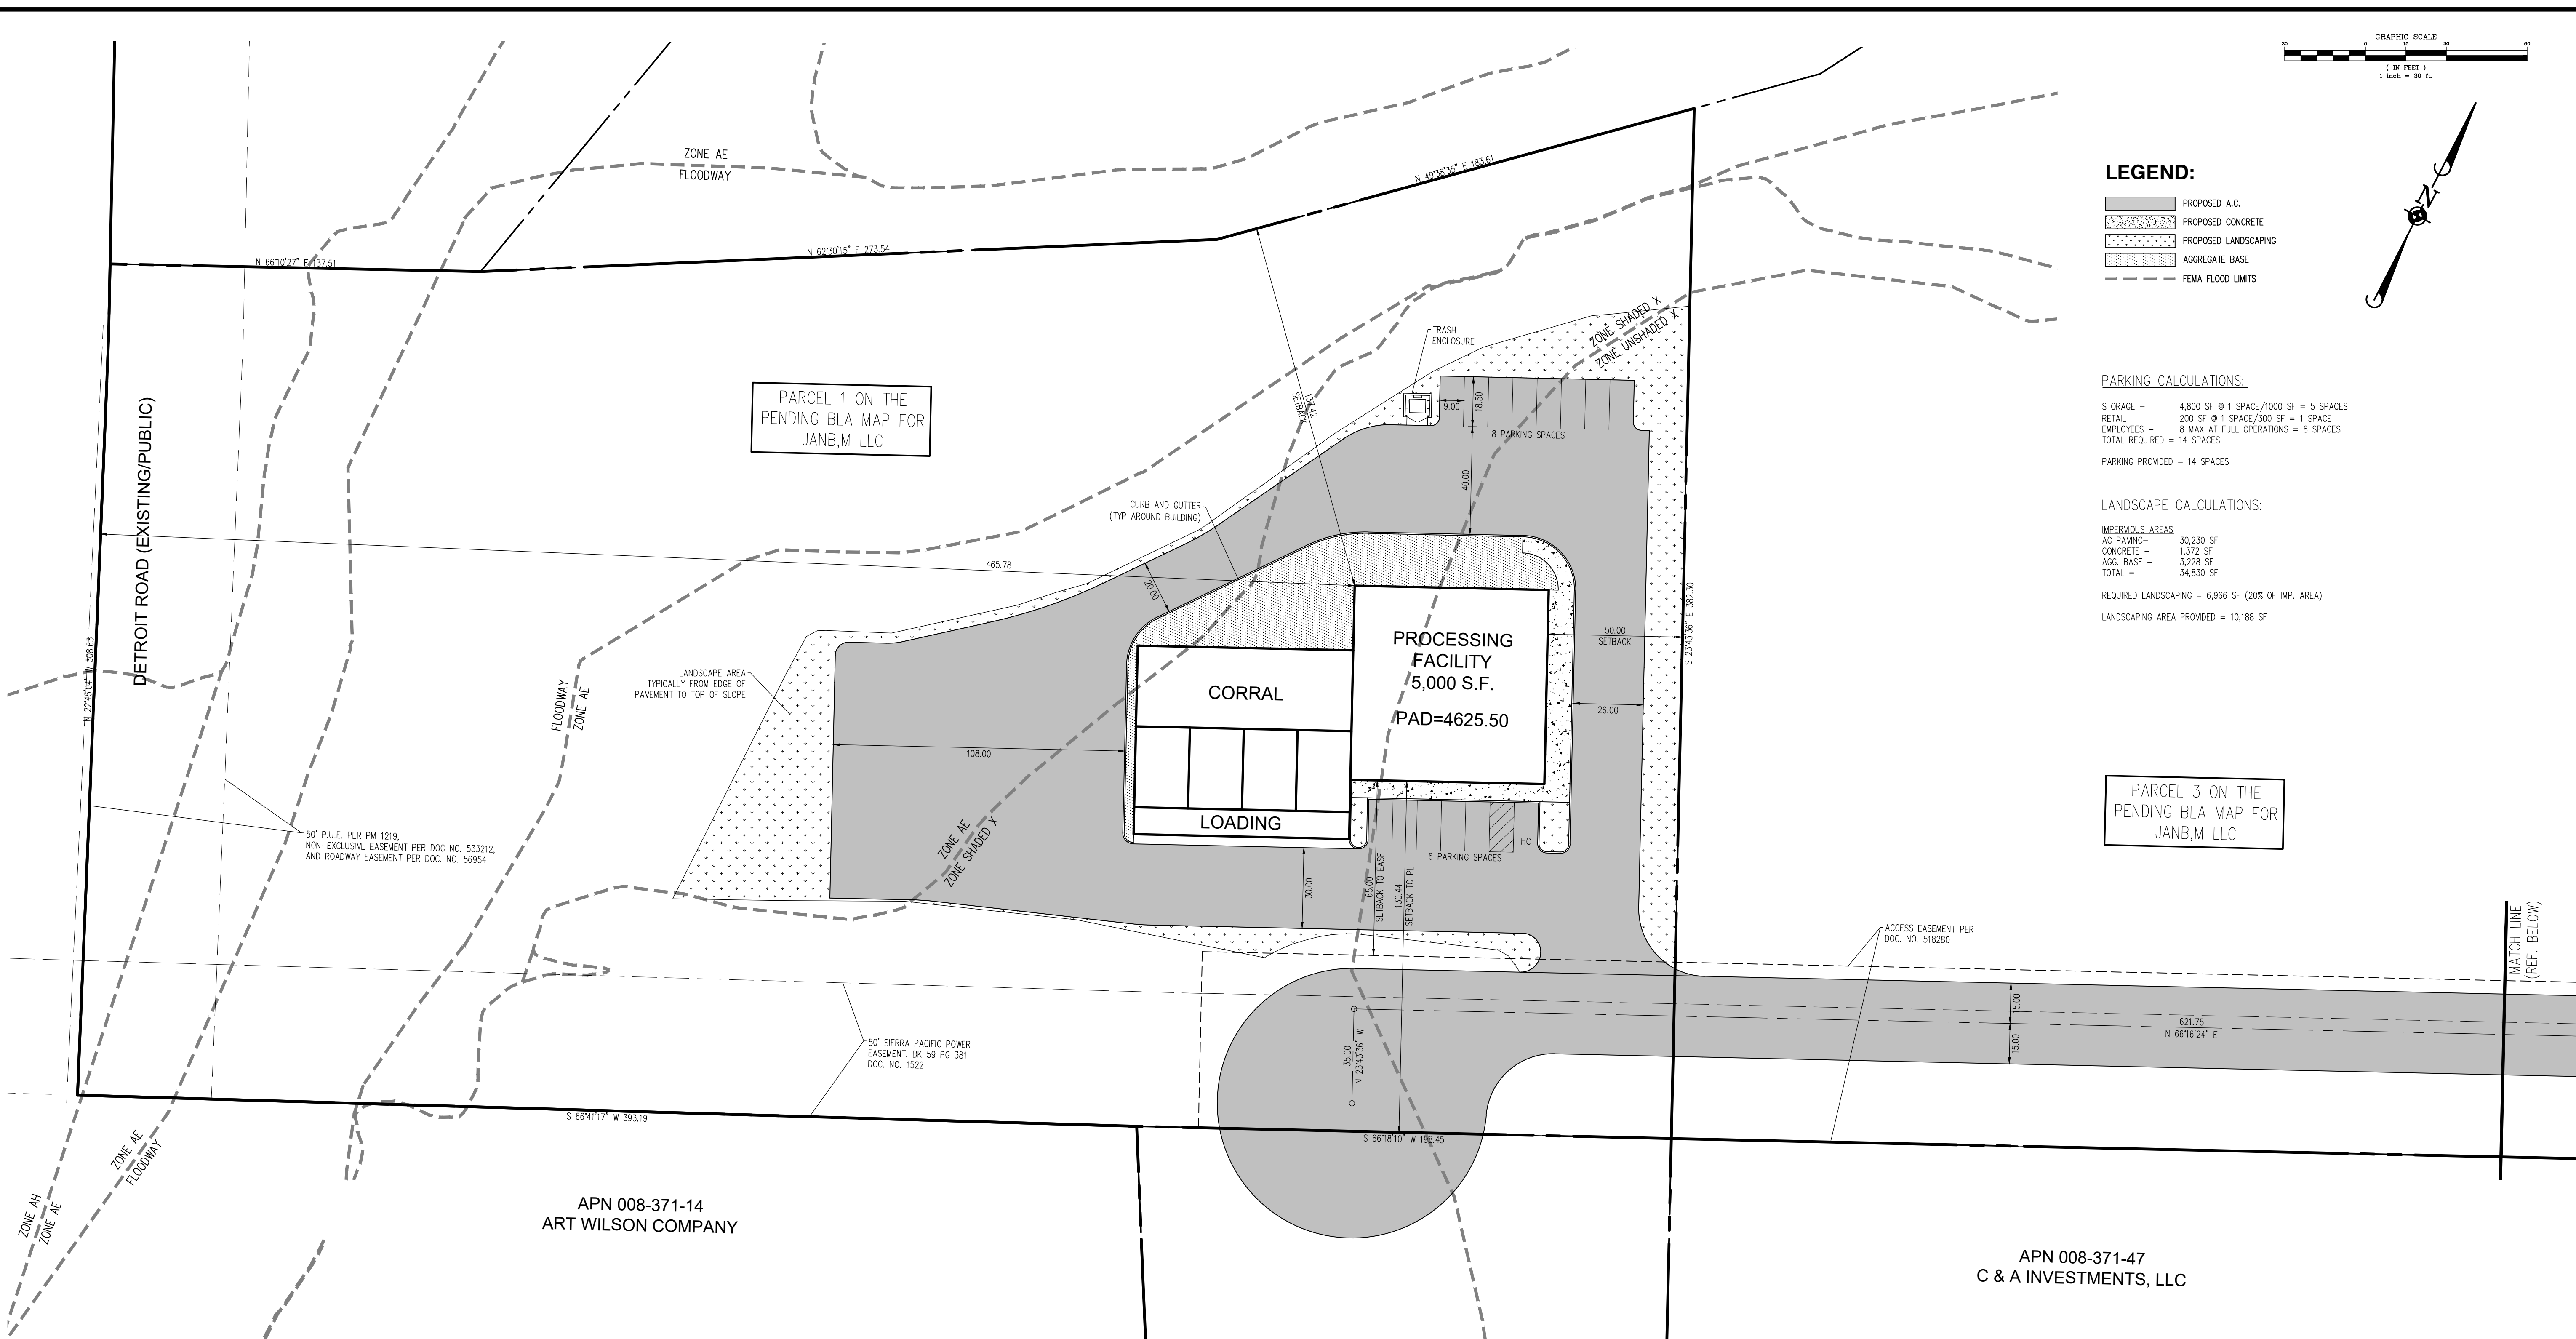 GRAPHIC SCALE
30 0 15 30 60
( IN FEET )
1 inch = 30 ft.
N
LEGEND:
PROPOSED A.C.
PROPOSED CONCRETE
PROPOSED LANDSCAPING
AGGREGATE BASE
FEMA FLOOD LIMITS
PARKING CALCULATIONS:
STORAGE – 4,800 SF @ 1 SPACE/1000 SF = 5 SPACES
RETAIL – 200 SF @ 1 SPACE/300 SF = 1 SPACE
EMPLOYEES – 8 MAX AT FULL OPERATIONS = 8 SPACES
TOTAL REQUIRED = 14 SPACES
PARKING PROVIDED = 14 SPACES
LANDSCAPE CALCULATIONS:
IMPERVIOUS AREAS
AC PAVING– 30,230 SF
CONCRETE – 1,372 SF
AGG. BASE – 3,228 SF
TOTAL = 34,830 SF
REQUIRED LANDSCAPING = 6,966 SF (20% OF IMP. AREA)
LANDSCAPING AREA PROVIDED = 10,188 SF
PARCEL 3 ON THE
PENDING BLA MAP FOR
JANB,M LLC
MATCH LINE
(REF. BELOW)
ACCESS EASEMENT PER
DOC. NO. 518280
15.00
15.00
621.75
N 66°16'24" E
APN 008-371-47
C & A INVESTMENTS, LLC
ZONE AE
FLOODWAY
N 66°10'27" E 137.51
N 62°30'15" E 273.54
N 49°38'35" E 183.61
PARCEL 1 ON THE
PENDING BLA MAP FOR
JANB,M LLC
DETROIT ROAD (EXISTING/PUBLIC)
N 22°45'04" W 308.63
TRASH
ENCLOSURE
ZONE SHADED X
ZONE UNSHADED X
137.42
SETBACK
9.00
18.50
8 PARKING SPACES
40.00
CURB AND GUTTER
(TYP AROUND BUILDING)
465.78
20.00
S 23°43'36" E 382.30
50.00
SETBACK
26.00
PROCESSING
FACILITY
5,000 S.F.
PAD=4625.50
CORRAL
LOADING
LANDSCAPE AREA
TYPICALLY FROM EDGE OF
PAVEMENT TO TOP OF SLOPE
FLOODWAY
ZONE AE
108.00
ZONE AE
ZONE SHADED X
HC
6 PARKING SPACES
30.00
65.00
SETBACK TO EASE
130.44
SETBACK TO PL
50' P.U.E. PER PM 1219,
NON-EXCLUSIVE EASEMENT PER DOC NO. 533212,
AND ROADWAY EASEMENT PER DOC. NO. 56954
50' SIERRA PACIFIC POWER
EASEMENT. BK 59 PG 381
DOC. NO. 1522
35.00
N 23°43'36" W
S 66°41'17" W 393.19
S 66°18'10" W 198.45
ZONE AE
FLOODWAY
ZONE AH
ZONE AE
APN 008-371-14
ART WILSON COMPANY